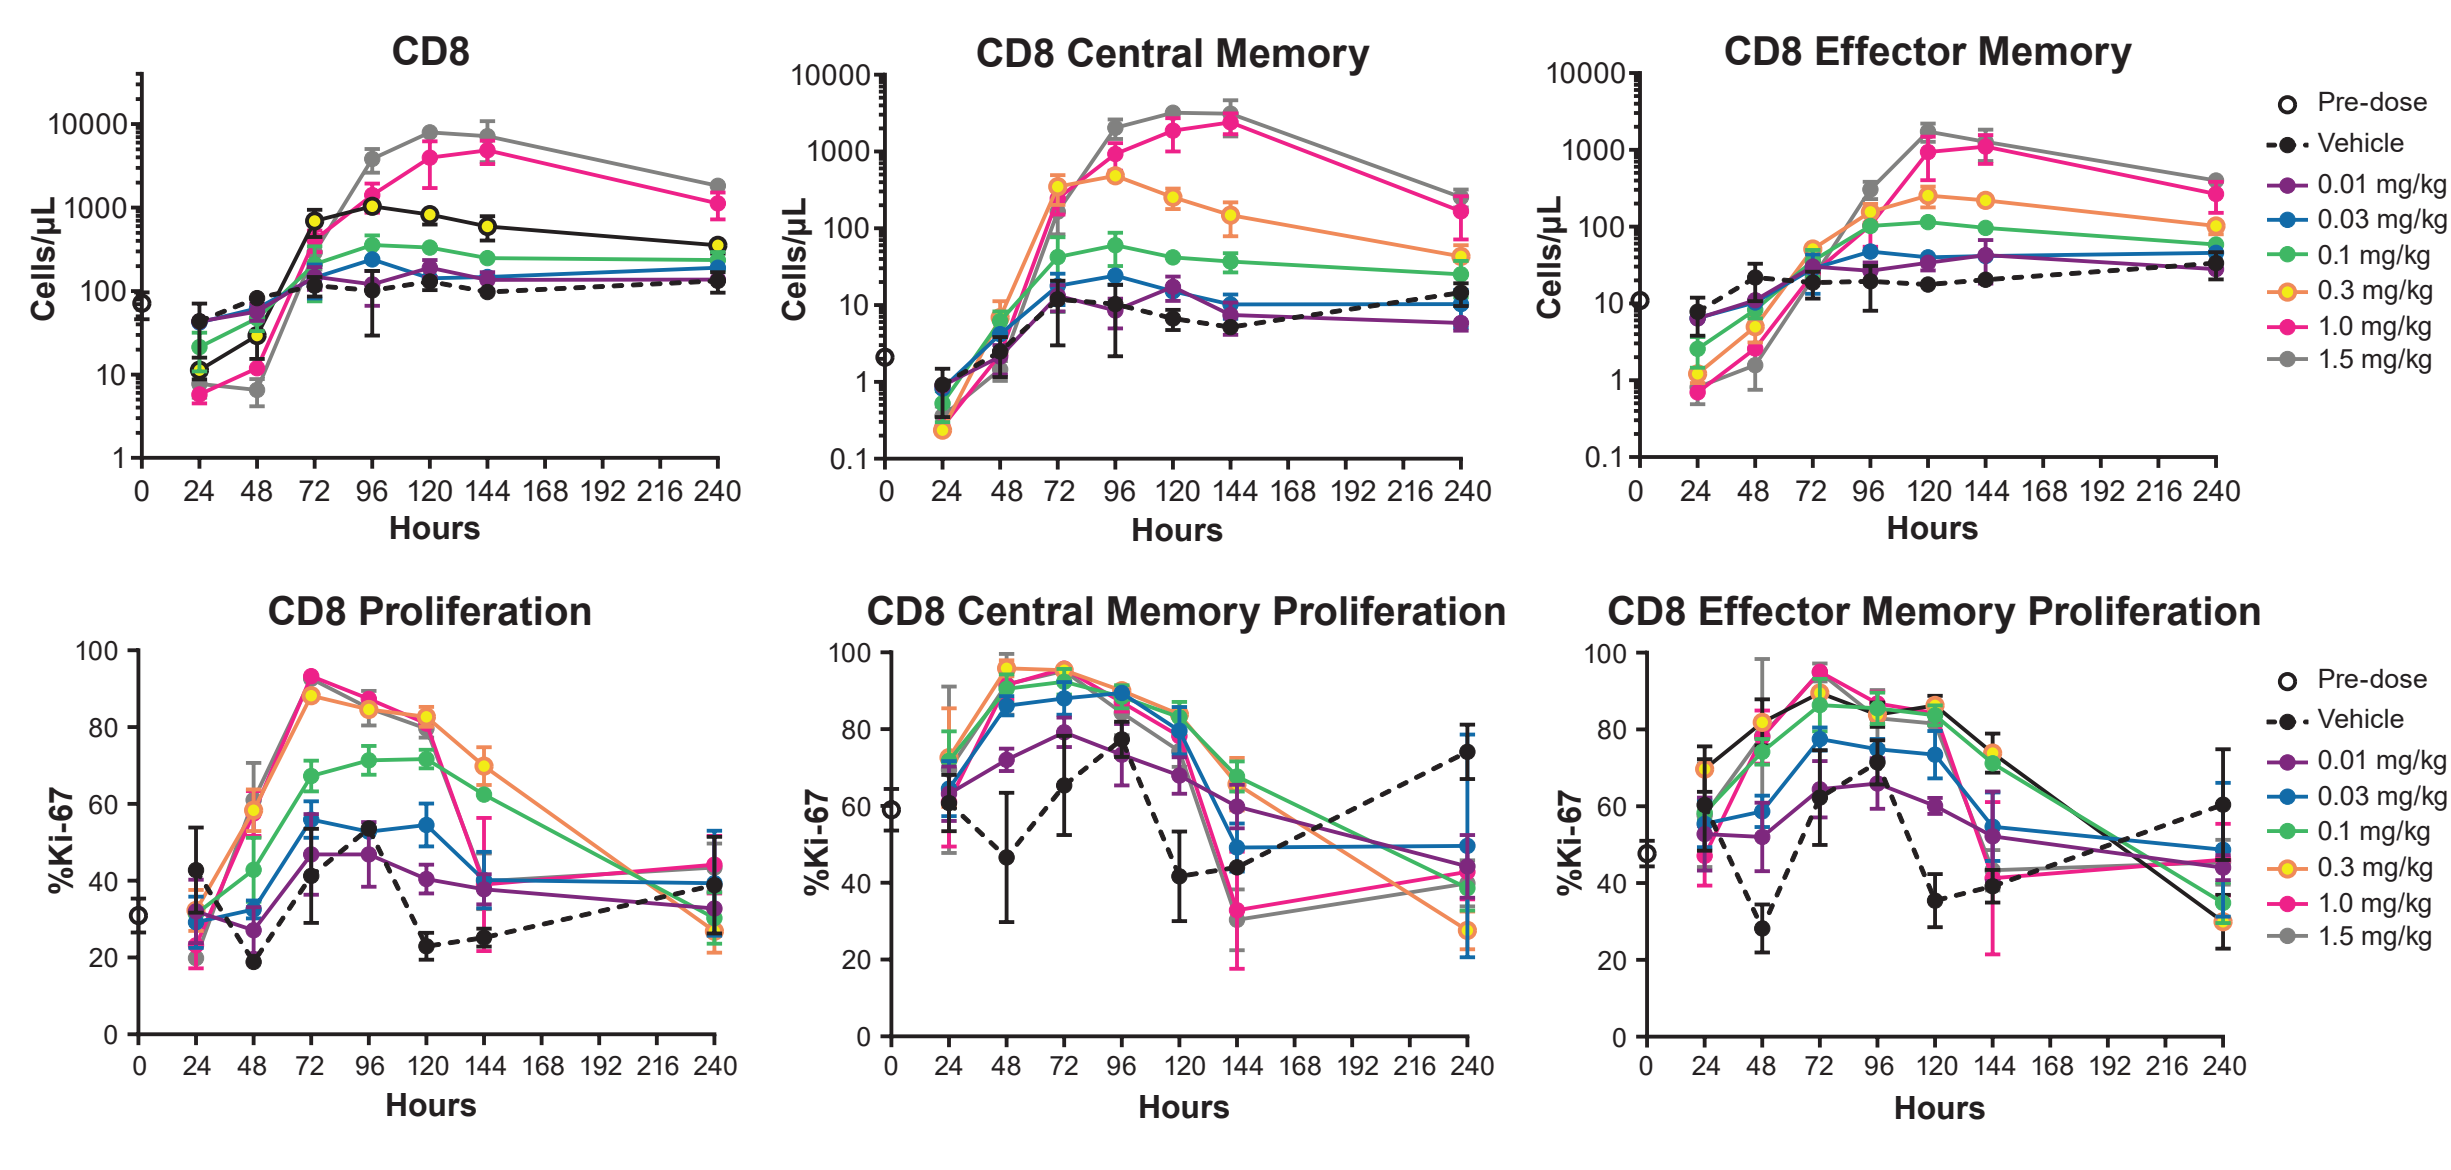 CD8
CD8 Central Memory
CD8 Effector Memory
Cells/µL
10000
1000
100
10
1
0 24 48 72 96 120 144 168 192 216 240
Hours
Cells/µL
10000
1000
100
10
1
0.1
0 24 48 72 96 120 144 168 192 216 240
Hours
Cells/µL
10000
1000
100
10
1
0.1
0 24 48 72 96 120 144 168 192 216 240
Hours
Pre-dose
Vehicle
0.01 mg/kg
0.03 mg/kg
0.1 mg/kg
0.3 mg/kg
1.0 mg/kg
1.5 mg/kg
CD8 Proliferation
CD8 Central Memory Proliferation
CD8 Effector Memory Proliferation
%Ki-67
100
80
60
40
20
0
0 24 48 72 96 120 144 168 192 216 240
Hours
%Ki-67
100
80
60
40
20
0
0 24 48 72 96 120 144 168 192 216 240
Hours
%Ki-67
100
80
60
40
20
0
0 24 48 72 96 120 144 168 192 216 240
Hours
Pre-dose
Vehicle
0.01 mg/kg
0.03 mg/kg
0.1 mg/kg
0.3 mg/kg
1.0 mg/kg
1.5 mg/kg